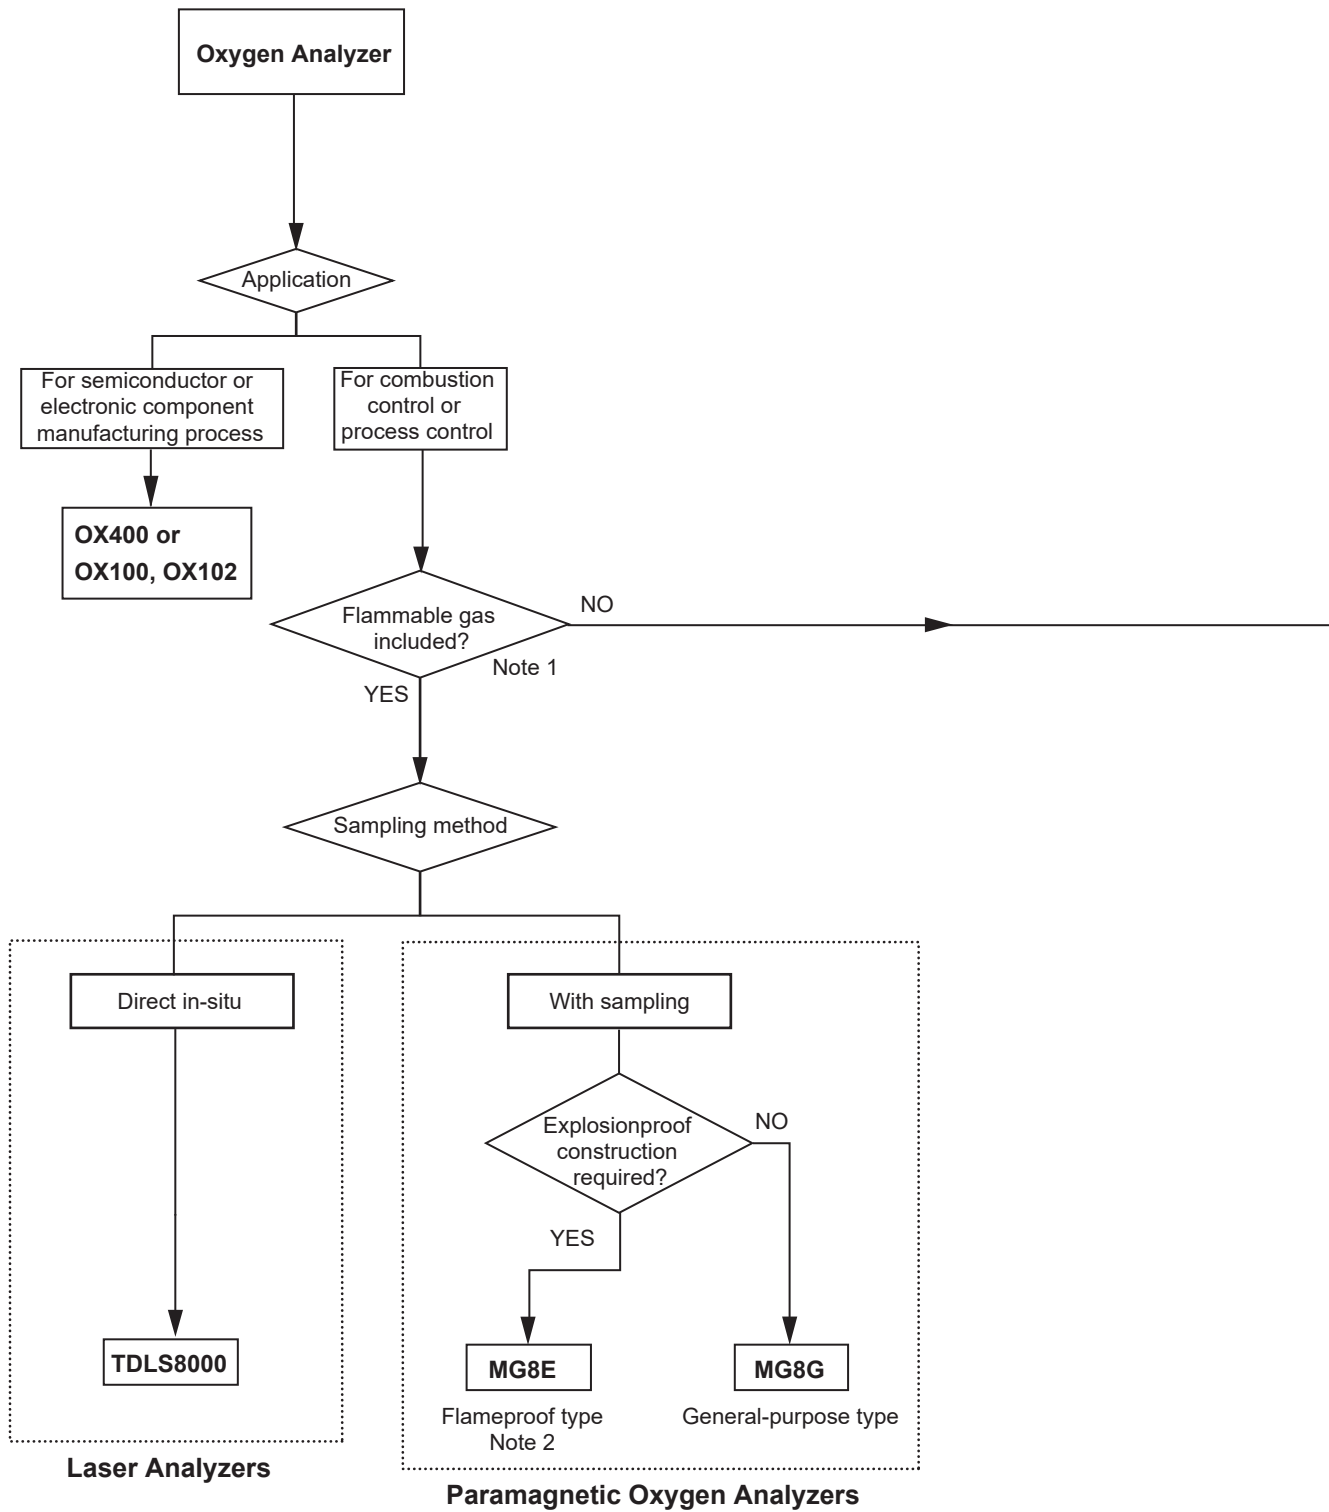 Oxygen Analyzer
Application
For semiconductor or
electronic component
manufacturing process
For combustion
control or
process control
OX400 or
OX100, OX102
Flammable gas
included?
NO
Note 1
YES
Sampling method
Direct in-situ
With sampling
Explosionproof
construction
required?
NO
YES
TDLS8000
MG8E
MG8G
Flameproof type
Note 2
General-purpose type
Laser Analyzers
Paramagnetic Oxygen Analyzers